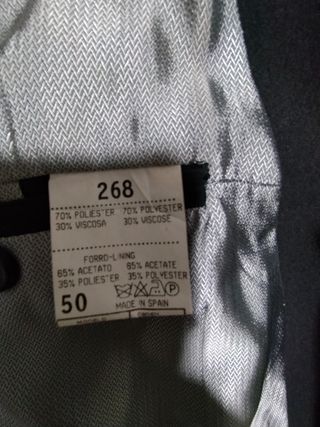 268
70% POLIESTER 70% POLYESTER
30% VISCOSA 30% VISCOSE
FORRO-LINING
65% ACETATO 65% ACETATE
35% POLIESTER 35% POLYESTER
50
P
MADE IN SPAIN